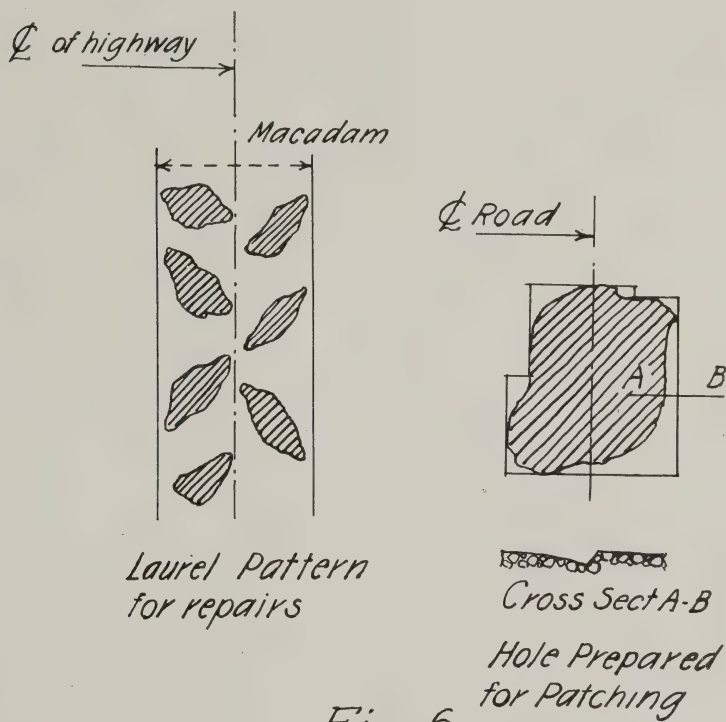 ℄ of highway
Macadam
Laurel Pattern
for repairs
℄ Road
A
B
Cross Sect A-B
Hole Prepared
for Patching
Fig. 6